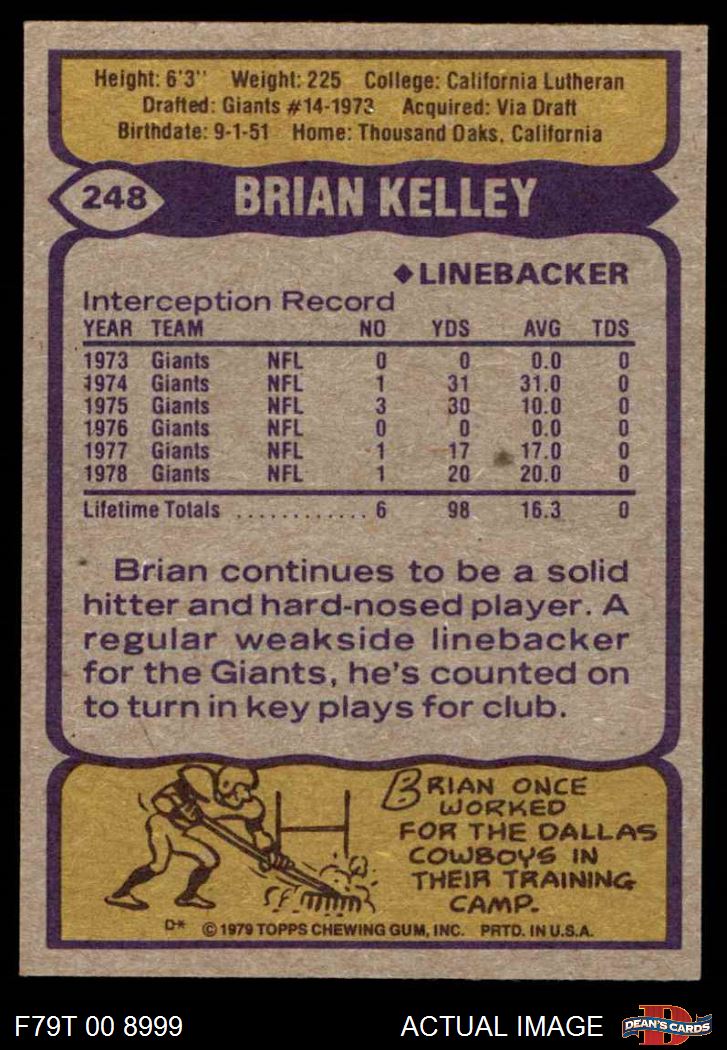 Height: 6'3" Weight: 225 College: California Lutheran
Drafted: Giants #14-1973 Acquired: Via Draft
Birthdate: 9-1-51 Home: Thousand Oaks, California
248 BRIAN KELLEY
◆LINEBACKER
Interception Record
YEAR TEAM NO YDS AVG TDS
1973 Giants NFL 0 0 0.0 0
1974 Giants NFL 1 31 31.0 0
1975 Giants NFL 3 30 10.0 0
1976 Giants NFL 0 0 0.0 0
1977 Giants NFL 1 17 17.0 0
1978 Giants NFL 1 20 20.0 0
Lifetime Totals ............ 6 98 16.3 0
Brian continues to be a solid
hitter and hard-nosed player. A
regular weakside linebacker
for the Giants, he's counted on
to turn in key plays for club.
BRIAN ONCE
WORKED
FOR THE DALLAS
COWBOYS IN
THEIR TRAINING
CAMP.
D* © 1979 TOPPS CHEWING GUM, INC. PRTD. IN U.S.A.
F79T 00 8999 ACTUAL IMAGE D DEAN'S CARDS